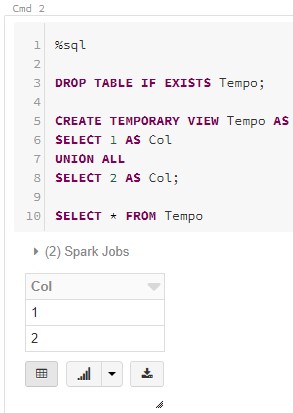 Cmd 2
1 %sql
2
3 DROP TABLE IF EXISTS Tempo;
4
5 CREATE TEMPORARY VIEW Tempo AS
6 SELECT 1 AS Col
7 UNION ALL
8 SELECT 2 AS Col;
9
10 SELECT * FROM Tempo
(2) Spark Jobs
Col
1
2